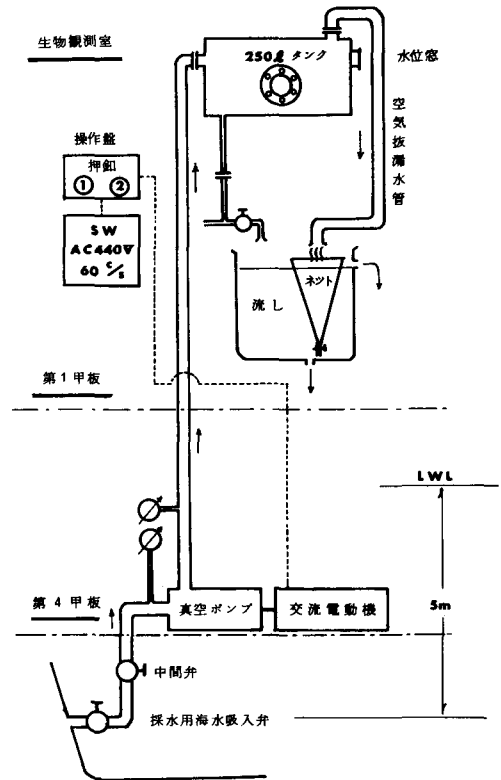 生物観測室
250ℓ タンク
水位窓
空気抜漏水管
操作盤
押釦
① ②
SW
AC440V
60 c/s
ネット
流し
第1甲板
LWL
第4甲板
真空ポンプ
交流電動機
5m
中間弁
採水用海水吸入弁